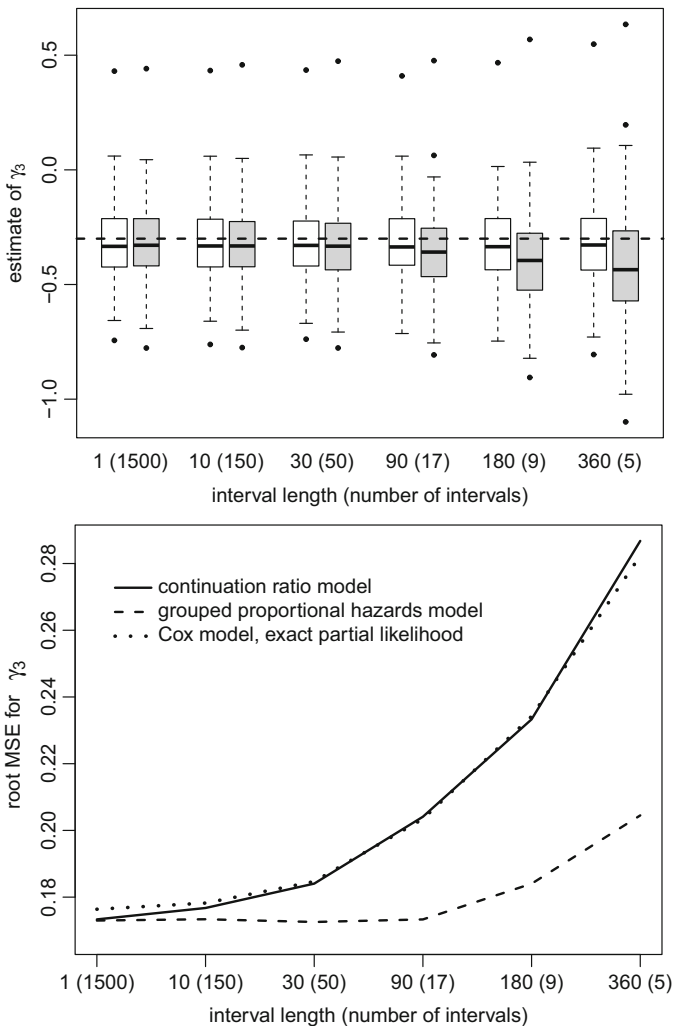 0.5
0.0
−0.5
−1.0
estimate of γ3
1 (1500) 10 (150) 30 (50) 90 (17) 180 (9) 360 (5)
interval length (number of intervals)
0.28
0.26
0.24
0.22
0.20
0.18
root MSE for γ3
continuation ratio model
grouped proportional hazards model
Cox model, exact partial likelihood
1 (1500) 10 (150) 30 (50) 90 (17) 180 (9) 360 (5)
interval length (number of intervals)